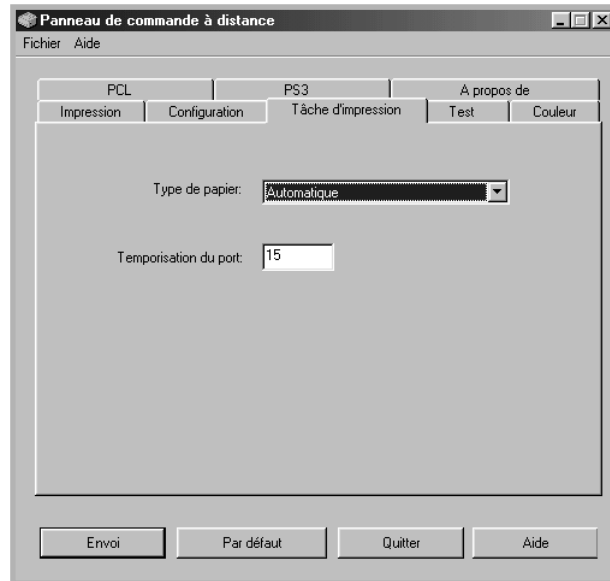 Panneau de commande à distance
Fichier Aide
PCL PS3 A propos de
Impression Configuration Tâche d'impression Test Couleur
Type de papier: Automatique
Temporisation du port: 15
Envoi Par défaut Quitter Aide